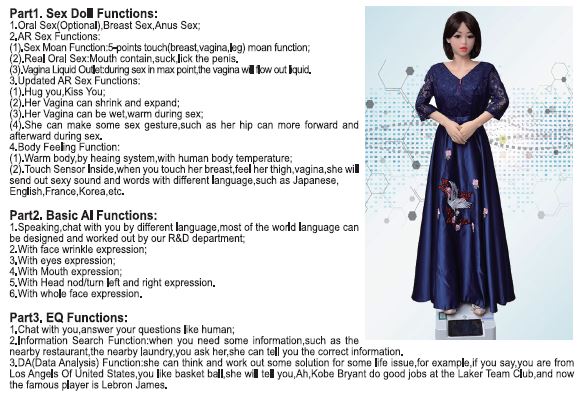 Part1. Sex Doll Functions:
1.Oral Sex(Optional),Breast Sex,Anus Sex;
2.AR Sex Functions:
(1).Sex Moan Function:5-points touch(breast,vagina,leg) moan function;
(2).Real Oral Sex:Mouth contain,suck,lick the penis.
(3).Vagina Liquid Outlet:during sex in max point,the vagina will flow out liquid.
3.Updated AR Sex Functions:
(1).Hug you,Kiss You;
(2).Her Vagina can shrink and expand;
(3).Her Vagina can be wet,warm during sex;
(4).She can make some sex gesture,such as her hip can more forward and
afterward during sex.
4.Body Feeling Function:
(1).Warm body,by heaing system,with human body temperature;
(2).Touch Sensor Inside,when you touch her breast,feel her thigh,vagina,she will
send out sexy sound and words with different language,such as Japanese,
English,France,Korea,etc.
Part2. Basic AI Functions:
1.Speaking,chat with you by different language,most of the world language can
be designed and worked out by our R&D department;
2.With face wrinkle expression;
3.With eyes expression;
4.With Mouth expression;
5.With Head nod/turn left and right expression.
6.With whole face expression.
Part3. EQ Functions:
1.Chat with you,answer your questions like human;
2.Information Search Function:when you need some information,such as the
nearby restaurant,the nearby laundry,you ask her,she can tell you the correct information.
3.DA(Data Analysis) Function:she can think and work out some solution for some life issue,for example,if you say,you are from
Los Angels Of United States,you like basket ball,she will tell you,Ah,Kobe Bryant do good jobs at the Laker Team Club,and now
the famous player is Lebron James.